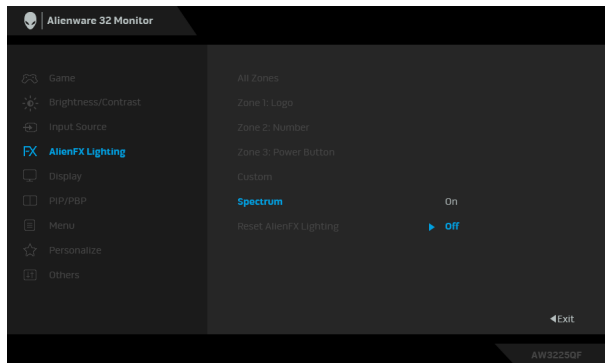 Alienware 32 Monitor
Game
All Zones
Brightness/Contrast
Zone 1: Logo
Input Source
Zone 2: Number
FX AlienFX Lighting
Zone 3: Power Button
Display
Custom
PIP/PBP
Spectrum On
Menu
Reset AlienFX Lighting Off
Personalize
Others
Exit
AW3225QF